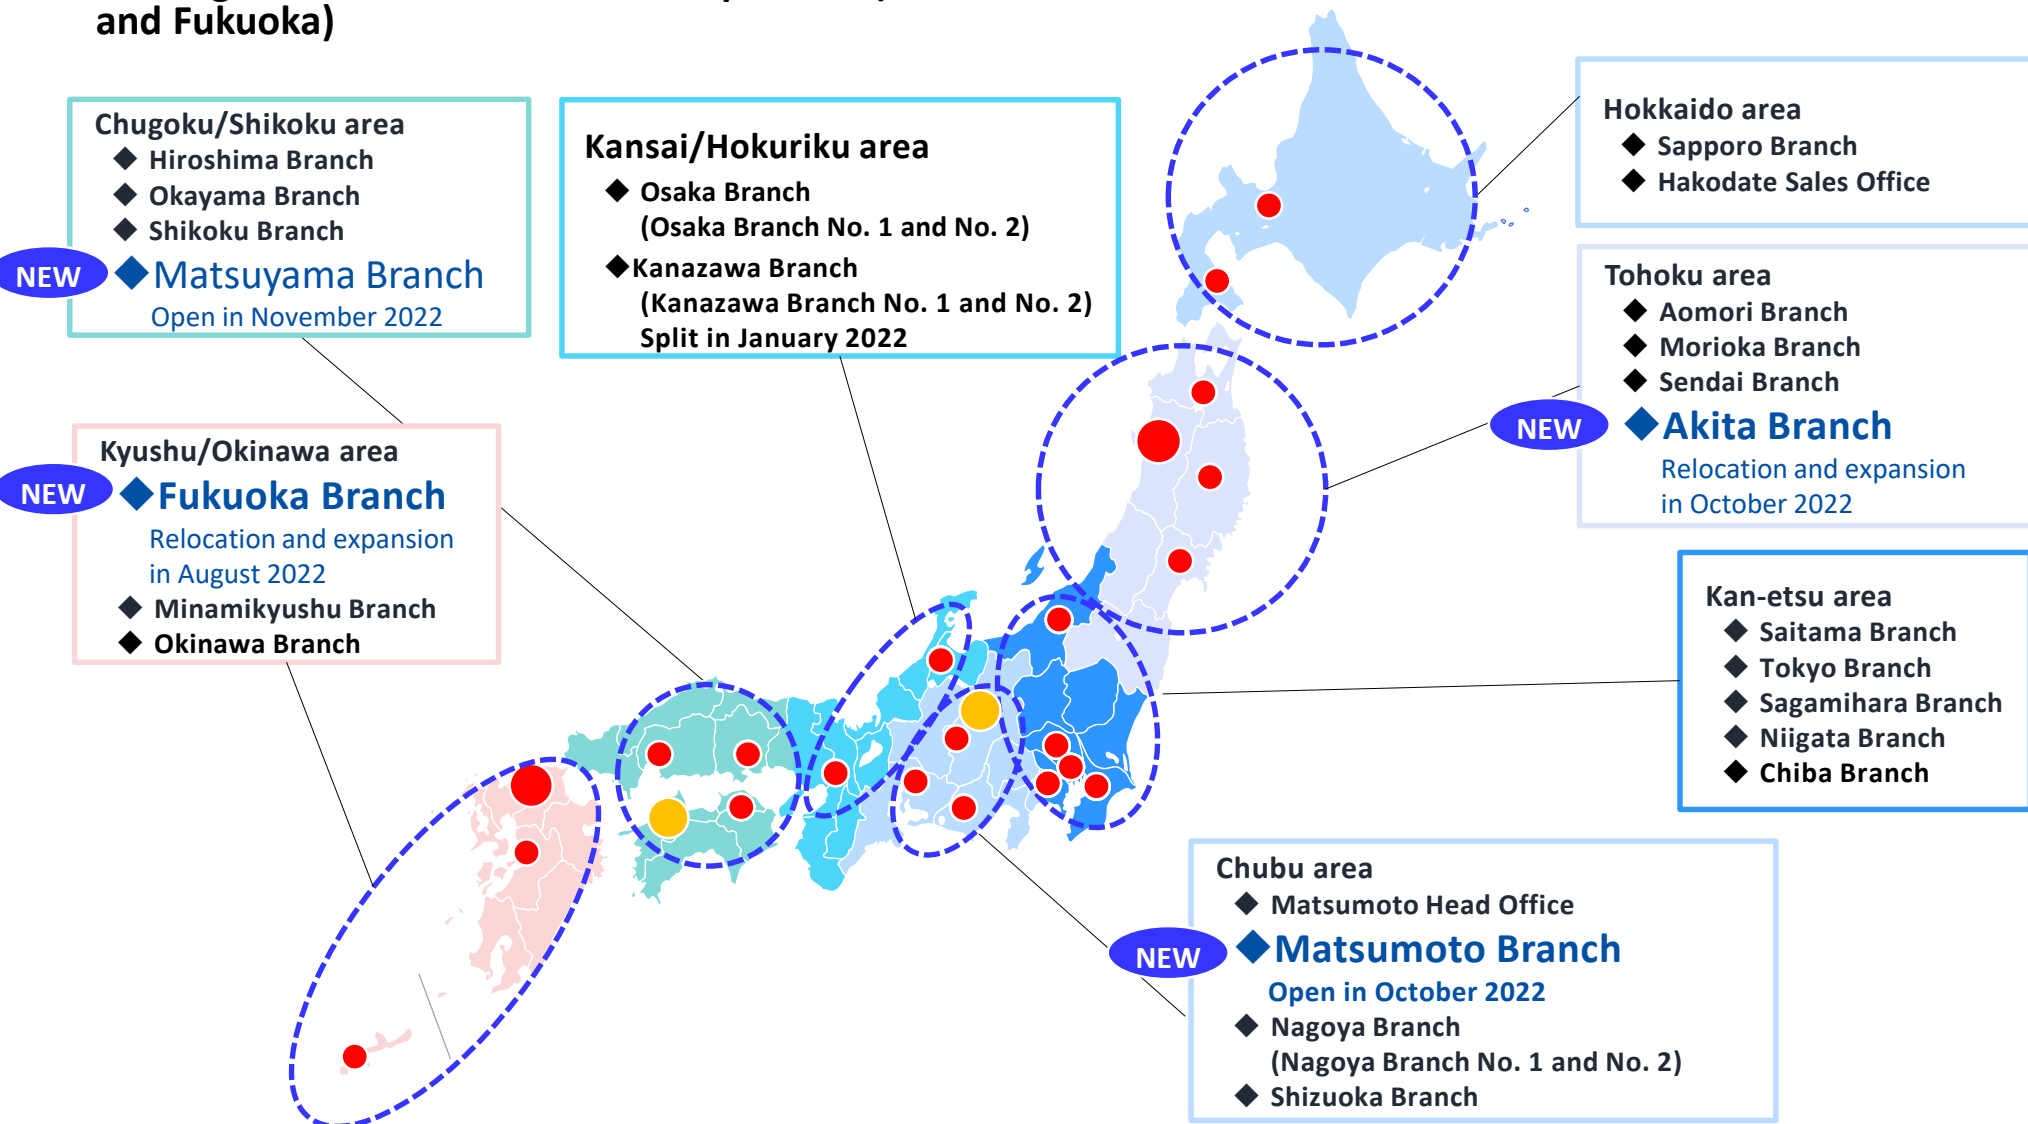 and Fukuoka)
Chugoku/Shikoku area
◆ Hiroshima Branch
◆ Okayama Branch
◆ Shikoku Branch
NEW
◆Matsuyama Branch
Open in November 2022
Kansai/Hokuriku area
◆ Osaka Branch
(Osaka Branch No. 1 and No. 2)
◆Kanazawa Branch
(Kanazawa Branch No. 1 and No. 2)
Split in January 2022
Hokkaido area
◆ Sapporo Branch
◆ Hakodate Sales Office
Tohoku area
◆ Aomori Branch
◆ Morioka Branch
◆ Sendai Branch
NEW
◆Akita Branch
Relocation and expansion
in October 2022
Kyushu/Okinawa area
NEW
◆Fukuoka Branch
Relocation and expansion
in August 2022
◆ Minamikyushu Branch
◆ Okinawa Branch
Kan-etsu area
◆ Saitama Branch
◆ Tokyo Branch
◆ Sagamihara Branch
◆ Niigata Branch
◆ Chiba Branch
Chubu area
◆ Matsumoto Head Office
NEW
◆Matsumoto Branch
Open in October 2022
◆ Nagoya Branch
(Nagoya Branch No. 1 and No. 2)
◆ Shizuoka Branch